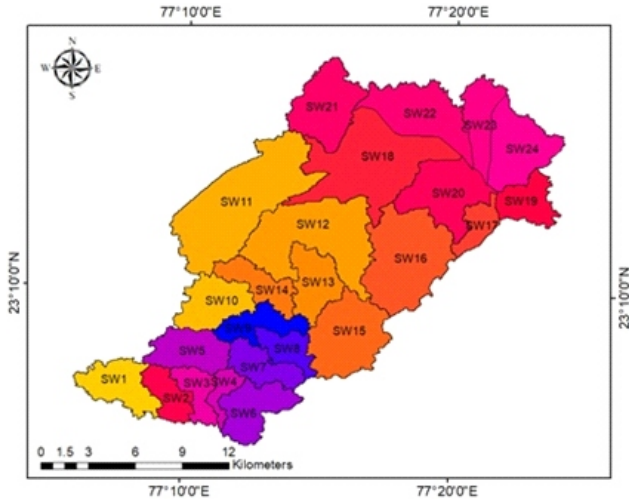 77°10'0"E 77°20'0"E
N
W E
S
SW21
SW22
SW23
SW24
SW18
SW20
SW19
SW17
SW11
SW12
SW16
23°10'0"N 23°10'0"N
SW14
SW13
SW10
SW15
SW9
SW8
SW5
SW7
SW1
SW3
SW4
SW2
SW6
0 1.5 3 6 9 12
Kilometers
77°10'0"E 77°20'0"E